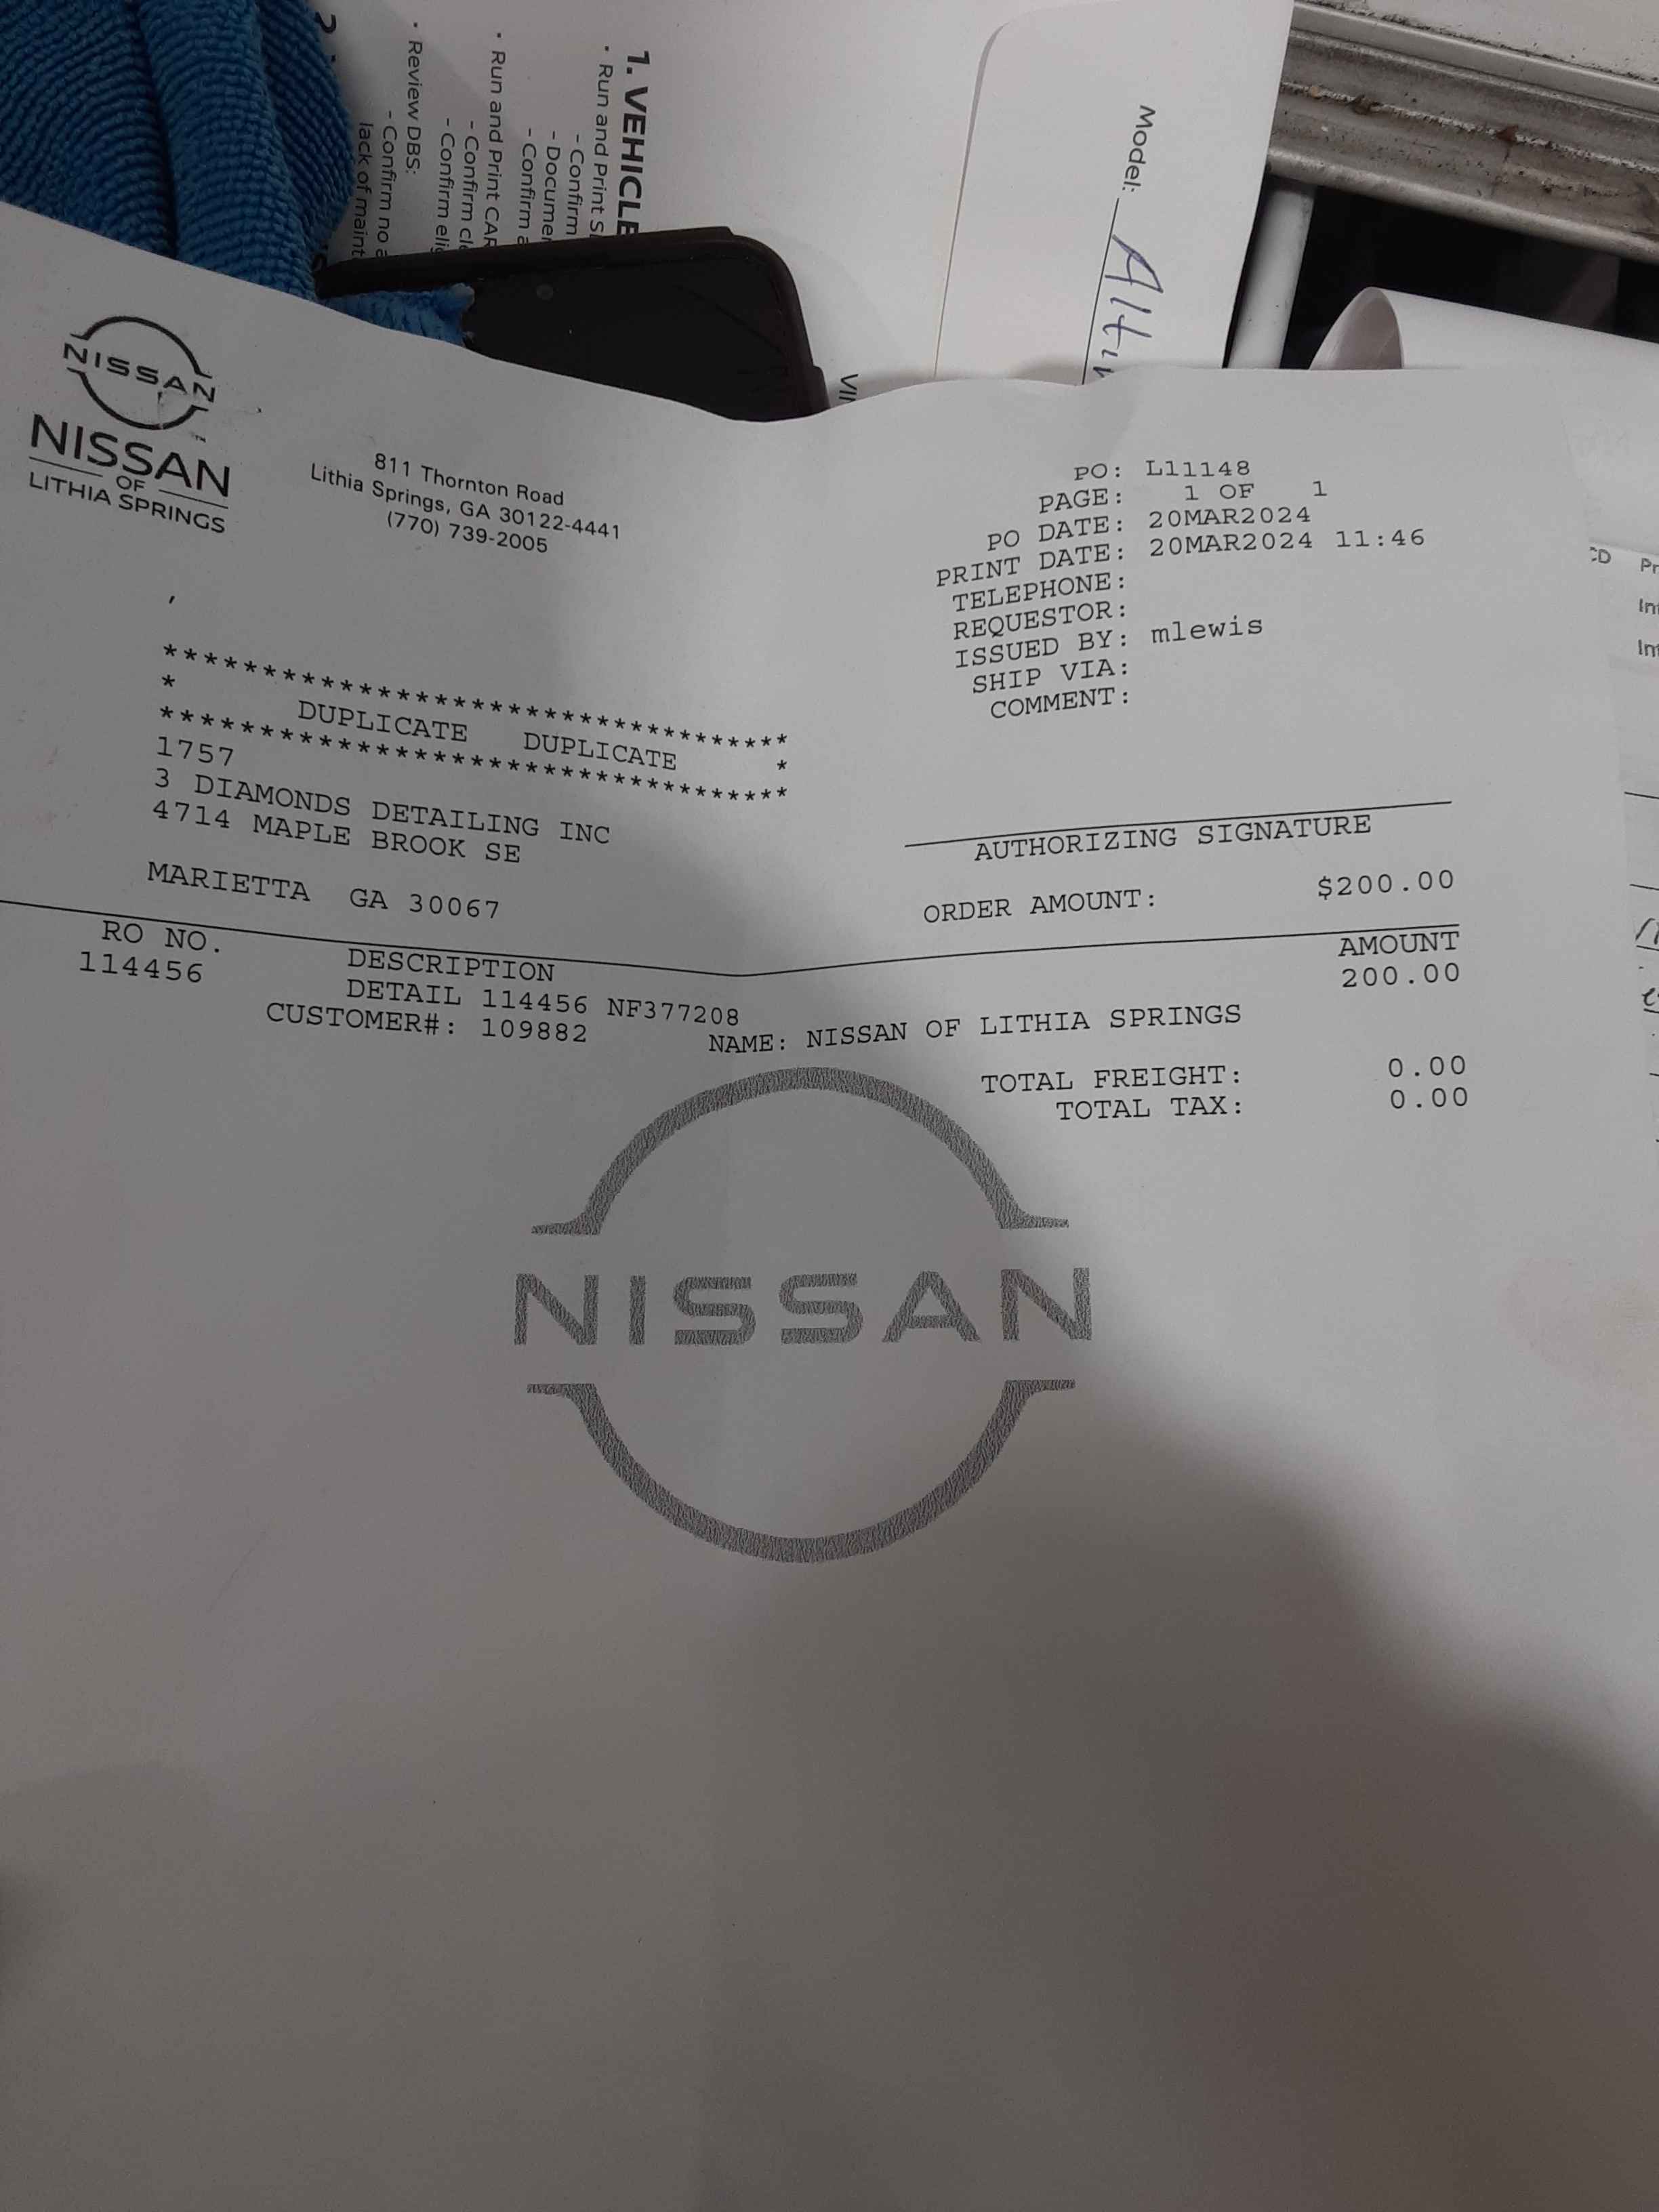 1. VEHICLE
· Run and Print
- Confirm
- Confirm a
· Run and Print CAR
- Confirm
- Confirm
· Review DBS:
- Confirm no
lack of maint
Model:
NISSAN
NISSAN
OF
LITHIA SPRINGS
811 Thornton Road
Lithia Springs, GA 30122-4441
(770) 739-2005
PO: L11148
PAGE: 1 OF 1
PO DATE: 20MAR2024
PRINT DATE: 20MAR2024 11:46
TELEPHONE:
REQUESTOR:
ISSUED BY: mlewis
SHIP VIA:
COMMENT:
*************************************
* DUPLICATE DUPLICATE *
*************************************
1757
3 DIAMONDS DETAILING INC
4714 MAPLE BROOK SE
MARIETTA GA 30067
AUTHORIZING SIGNATURE
ORDER AMOUNT: $200.00
RO NO. DESCRIPTION AMOUNT
114456 DETAIL 114456 NF377208 200.00
CUSTOMER#: 109882 NAME: NISSAN OF LITHIA SPRINGS
TOTAL FREIGHT: 0.00
TOTAL TAX: 0.00
NISSAN